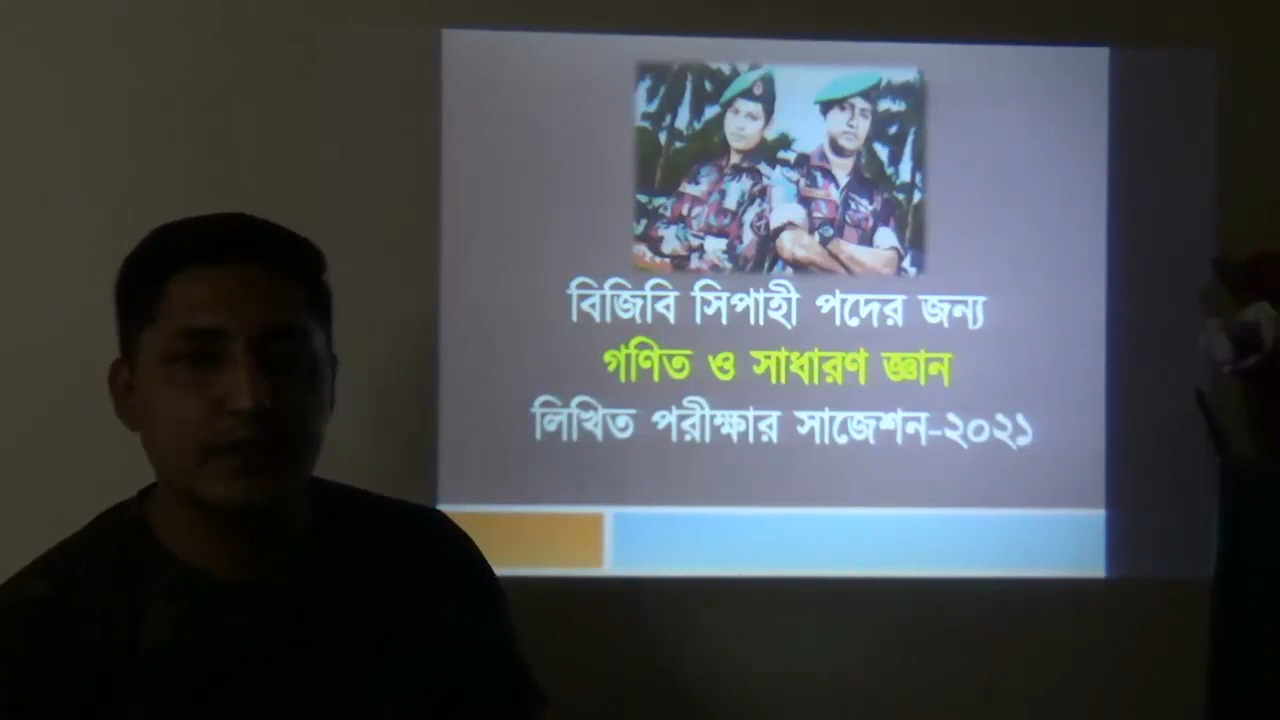 বিজিবি সিপাহী পদের জন্য
গণিত ও সাধারণ জ্ঞান
লিখিত পরীক্ষার সাজেশন-২০২১